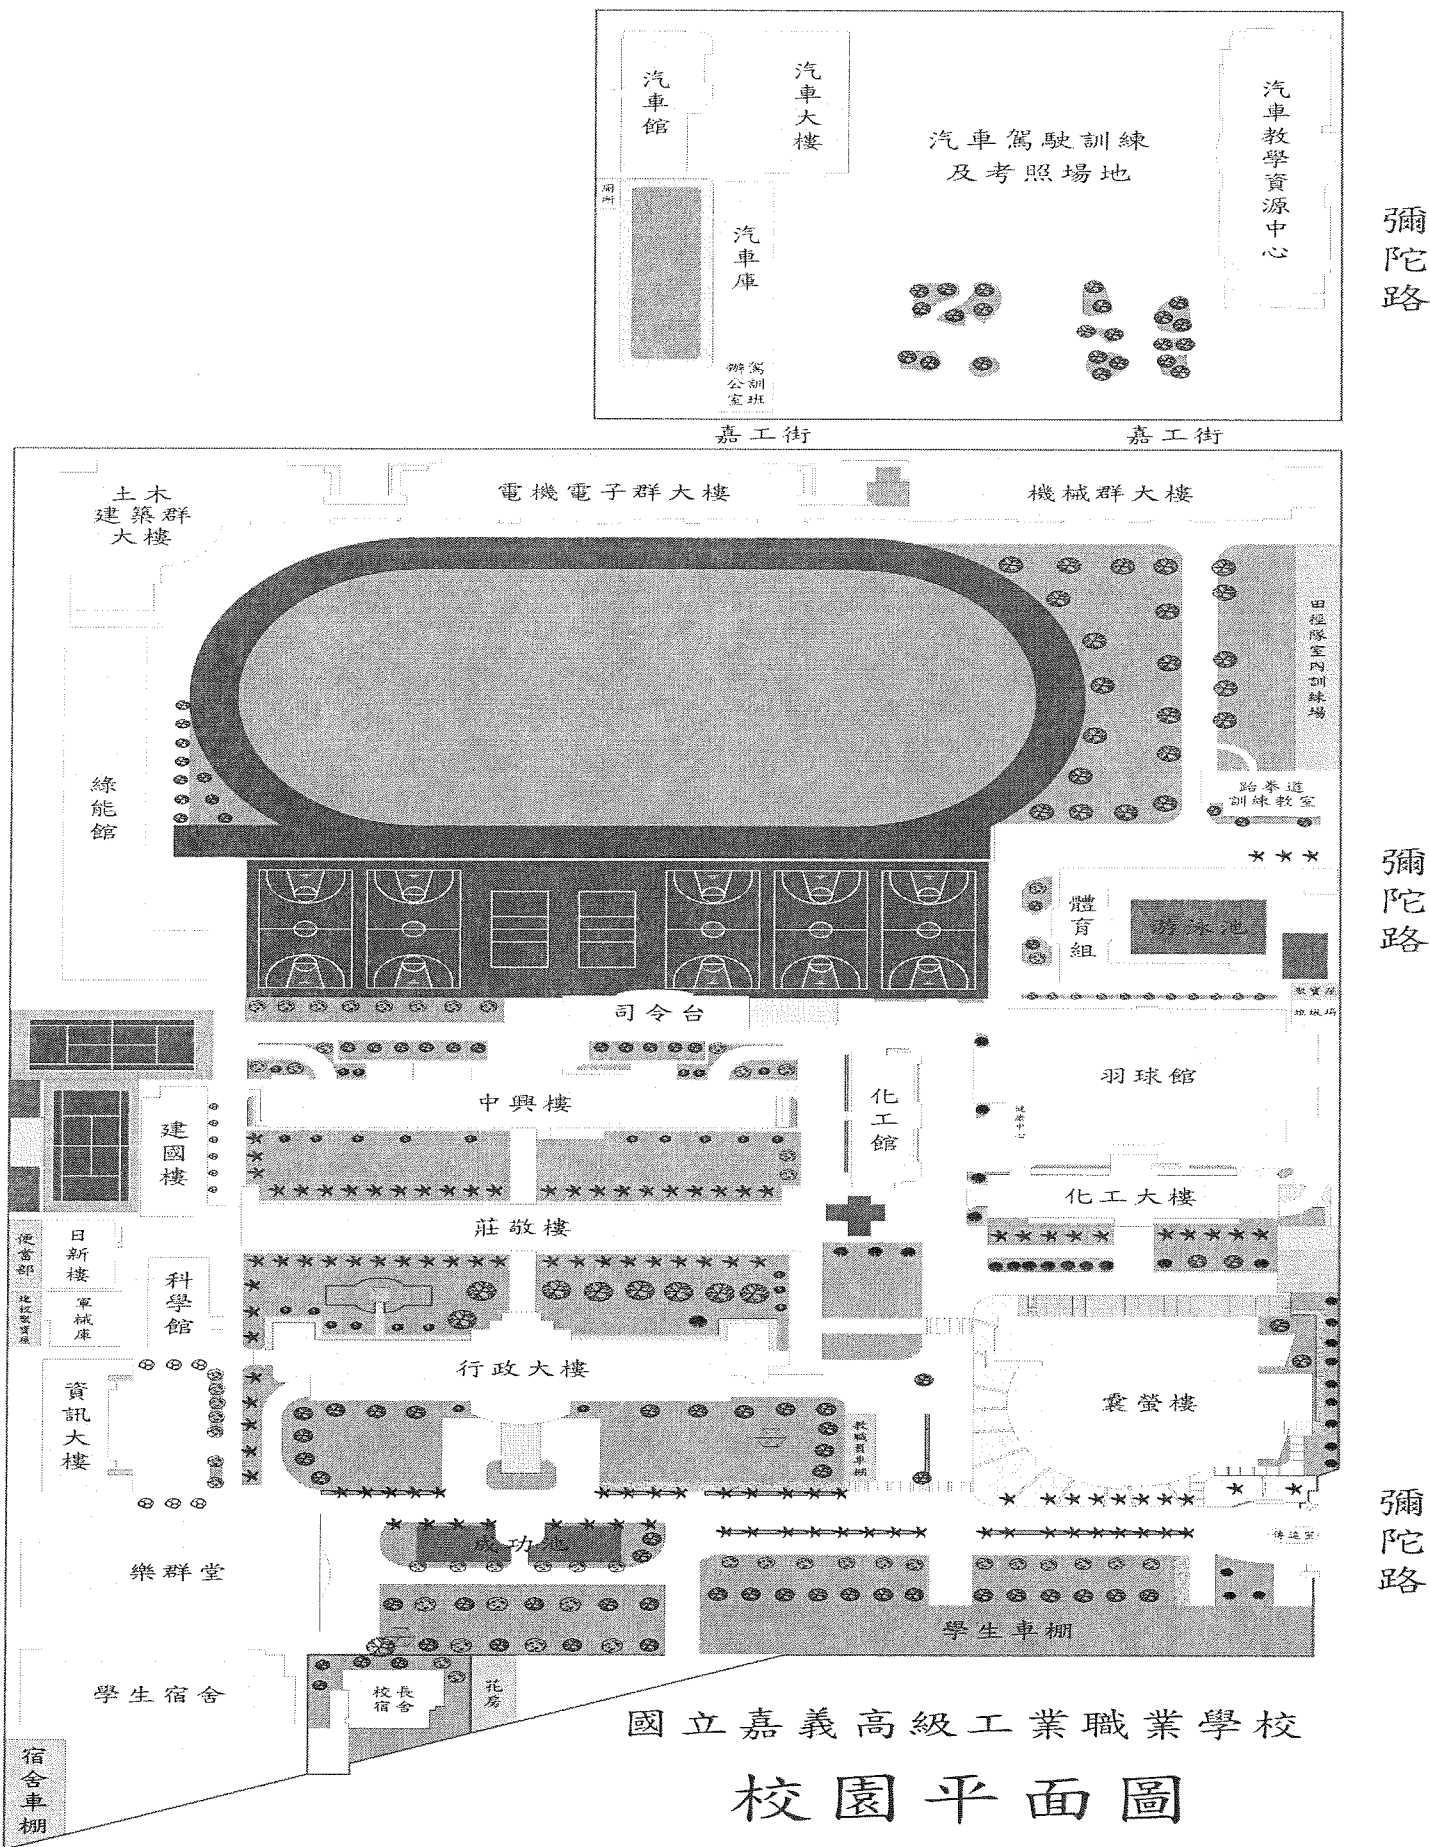 汽車館
汽車大樓
汽車駕駛訓練
及考照場地
汽車教學資源中心
廁所
汽車庫
駕訓班
辦公室
彌陀路
嘉工街
嘉工街
土木
建築群
大樓
電機電子群大樓
機械群大樓
田徑隊室內訓練場
綠能館
跆拳道
訓練教室
彌陀路
體育組
游泳池
司令台
羽球館
中興樓
化工館
建國樓
化工大樓
莊敬樓
便當部
日新樓
科學館
軍械庫
行政大樓
資訊大樓
囊螢樓
教職員車棚
彌陀路
成功池
傳達室
樂群堂
學生車棚
學生宿舍
校長
宿舍
花房
宿舍車棚
國立嘉義高級工業職業學校
校園平面圖